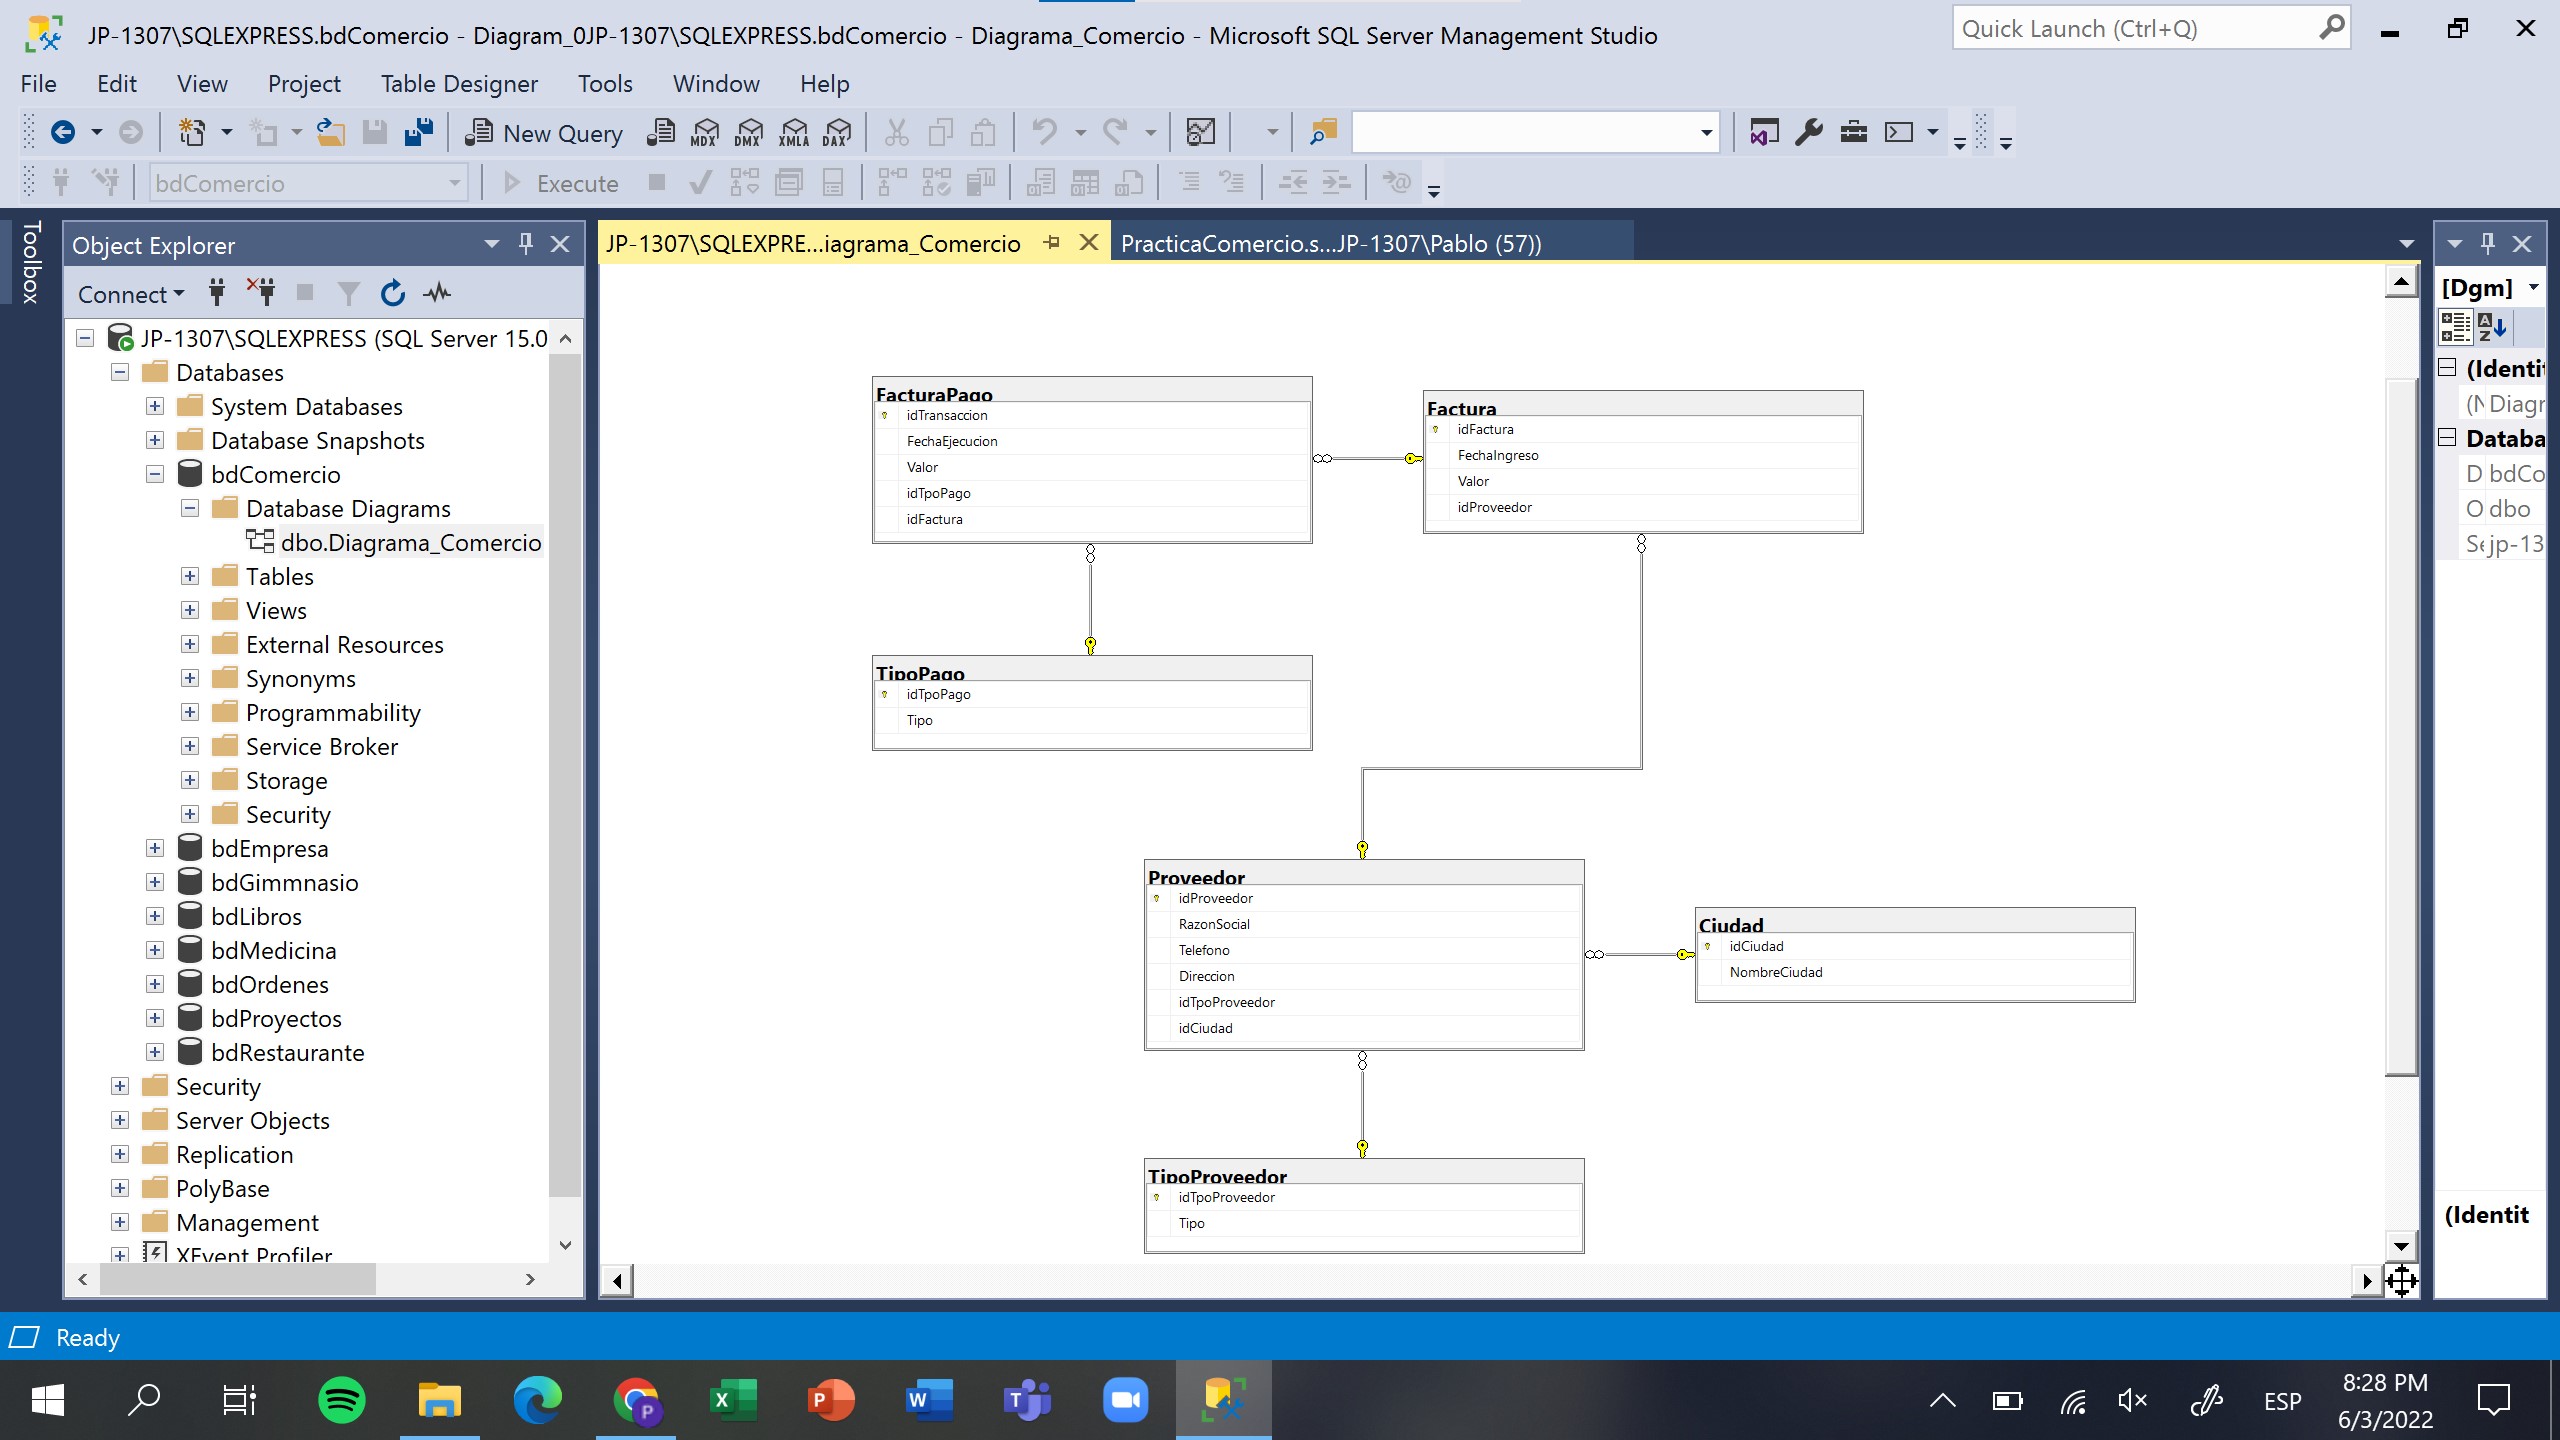 JP-1307\SQLEXPRESS.bdComercio - Diagram_0JP-1307\SQLEXPRESS.bdComercio - Diagrama_Comercio - Microsoft SQL Server Management Studio
Quick Launch (Ctrl+Q)
File Edit View Project Table Designer Tools Window Help
New Query MDX DMX XMLA DAX
bdComercio Execute
Toolbox
Object Explorer
Connect
JP-1307\SQLEXPRESS (SQL Server 15.0
Databases
System Databases
Database Snapshots
bdComercio
Database Diagrams
dbo.Diagrama_Comercio
Tables
Views
External Resources
Synonyms
Programmability
Service Broker
Storage
Security
bdEmpresa
bdGimmnasio
bdLibros
bdMedicina
bdOrdenes
bdProyectos
bdRestaurante
Security
Server Objects
Replication
PolyBase
Management
XEvent Profiler
JP-1307\SQLEXPRE...iagrama_Comercio
PracticaComercio.s...JP-1307\Pablo (57))
FacturaPago
idTransaccion
FechaEjecucion
Valor
idTpoPago
idFactura
Factura
idFactura
FechaIngreso
Valor
idProveedor
TipoPago
idTpoPago
Tipo
Proveedor
idProveedor
RazonSocial
Telefono
Direccion
idTpoProveedor
idCiudad
Ciudad
idCiudad
NombreCiudad
TipoProveedor
idTpoProveedor
Tipo
[Dgm]
(Identit
(N Diagr
Databa
D bdCo
O dbo
Se jp-13
(Identit
Ready
ESP
8:28 PM
6/3/2022